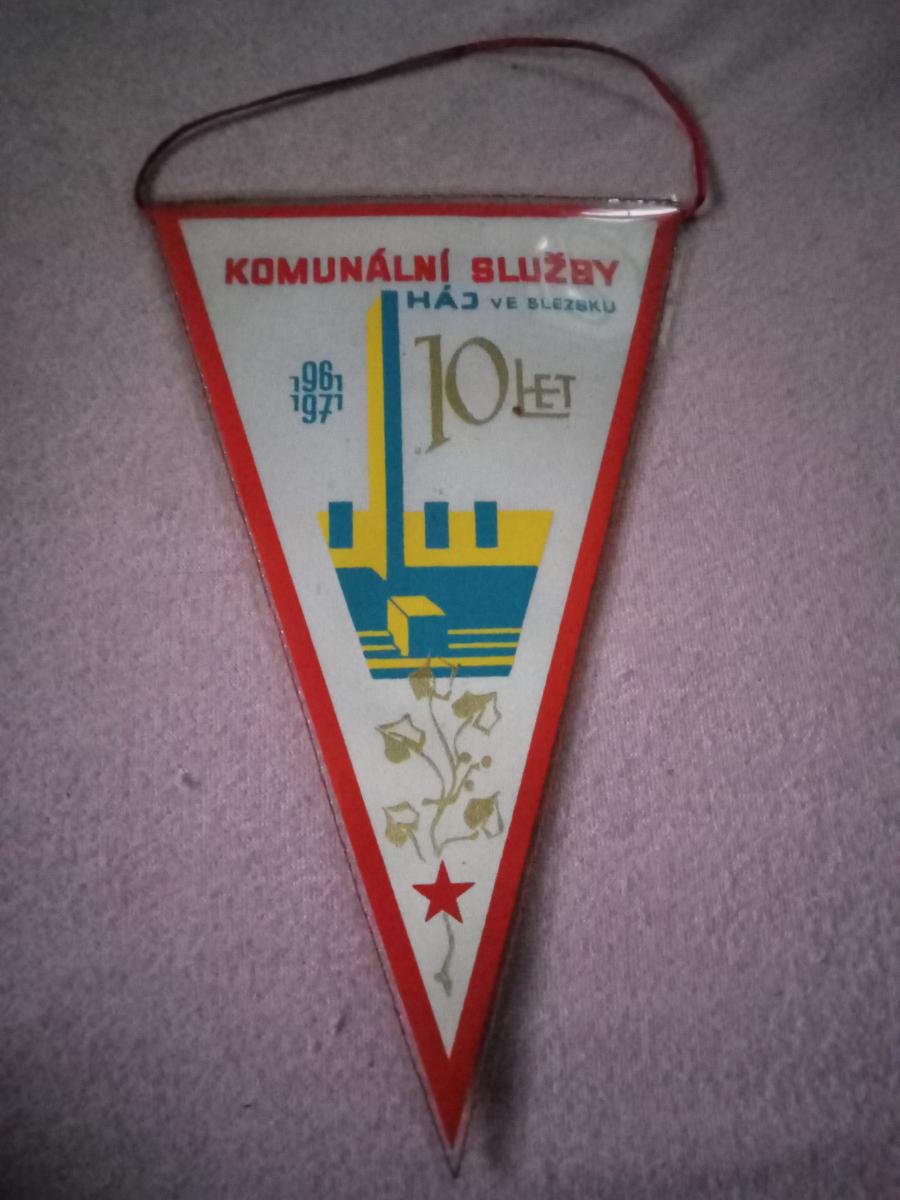 KOMUNÁLNÍ SLUŽBY
HÁJ VE SLEZSKU
1961
1971
10 LET